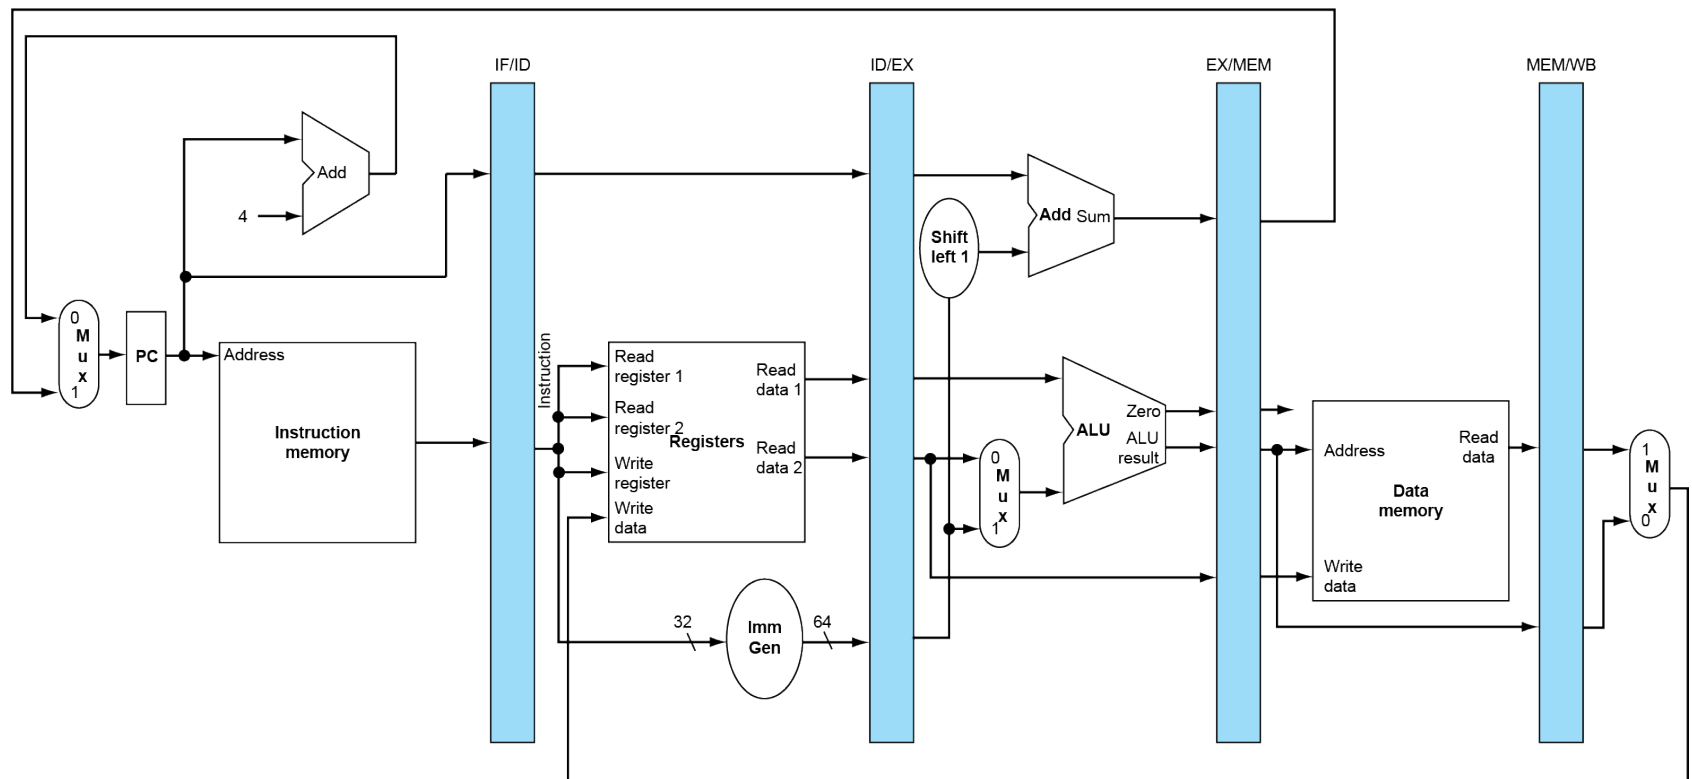 IF/ID
ID/EX
EX/MEM
MEM/WB
Add
4
Add Sum
Shift
left 1
0
M
u
x
1
PC
Address
Instruction
memory
Instruction
Read
register 1
Read
register 2
Write
register
Write
data
Registers
Read
data 1
Read
data 2
0
M
u
x
1
Zero
ALU
ALU
result
Address
Read
data
Data
memory
Write
data
1
M
u
x
0
32
Imm
Gen
64